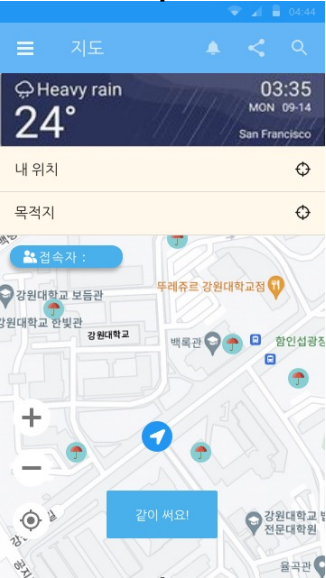 04:44
지도
Heavy rain
24°
03:35
MON 09-14
San Francisco
내 위치
목적지
접속자 :
뚜레쥬르 강원대학교점
강원대학교 보듬관
강원대학교 한빛관
강원대학교
백록관
함인섭광장
같이 써요!
강원대학교 법
전문대학원
율곡관